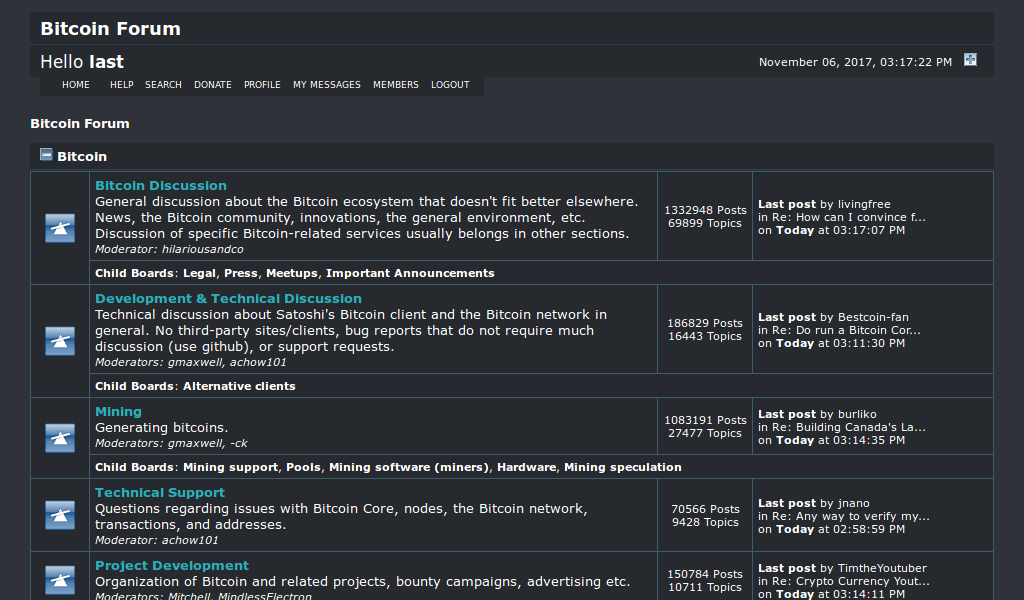 Bitcoin Forum
Hello last
November 06, 2017, 03:17:22 PM
HOME HELP SEARCH DONATE PROFILE MY MESSAGES MEMBERS LOGOUT
Bitcoin Forum
Bitcoin
Bitcoin Discussion
General discussion about the Bitcoin ecosystem that doesn't fit better elsewhere.
News, the Bitcoin community, innovations, the general environment, etc.
Discussion of specific Bitcoin-related services usually belongs in other sections.
Moderator: hilariousandco
1332948 Posts
69899 Topics
Last post by livingfree
in Re: How can I convince f...
on Today at 03:17:07 PM
Child Boards: Legal, Press, Meetups, Important Announcements
Development & Technical Discussion
Technical discussion about Satoshi's Bitcoin client and the Bitcoin network in
general. No third-party sites/clients, bug reports that do not require much
discussion (use github), or support requests.
Moderators: gmaxwell, achow101
186829 Posts
16443 Topics
Last post by Bestcoin-fan
in Re: Do run a Bitcoin Cor...
on Today at 03:11:30 PM
Child Boards: Alternative clients
Mining
Generating bitcoins.
Moderators: gmaxwell, -ck
1083191 Posts
27477 Topics
Last post by burliko
in Re: Building Canada's La...
on Today at 03:14:35 PM
Child Boards: Mining support, Pools, Mining software (miners), Hardware, Mining speculation
Technical Support
Questions regarding issues with Bitcoin Core, nodes, the Bitcoin network,
transactions, and addresses.
Moderator: achow101
70566 Posts
9428 Topics
Last post by jnano
in Re: Any way to verify my...
on Today at 02:58:59 PM
Project Development
Organization of Bitcoin and related projects, bounty campaigns, advertising etc.
Moderators: Mitchell, MindlessElectron
150784 Posts
10711 Topics
Last post by TimtheYoutuber
in Re: Crypto Currency Yout...
on Today at 03:14:11 PM